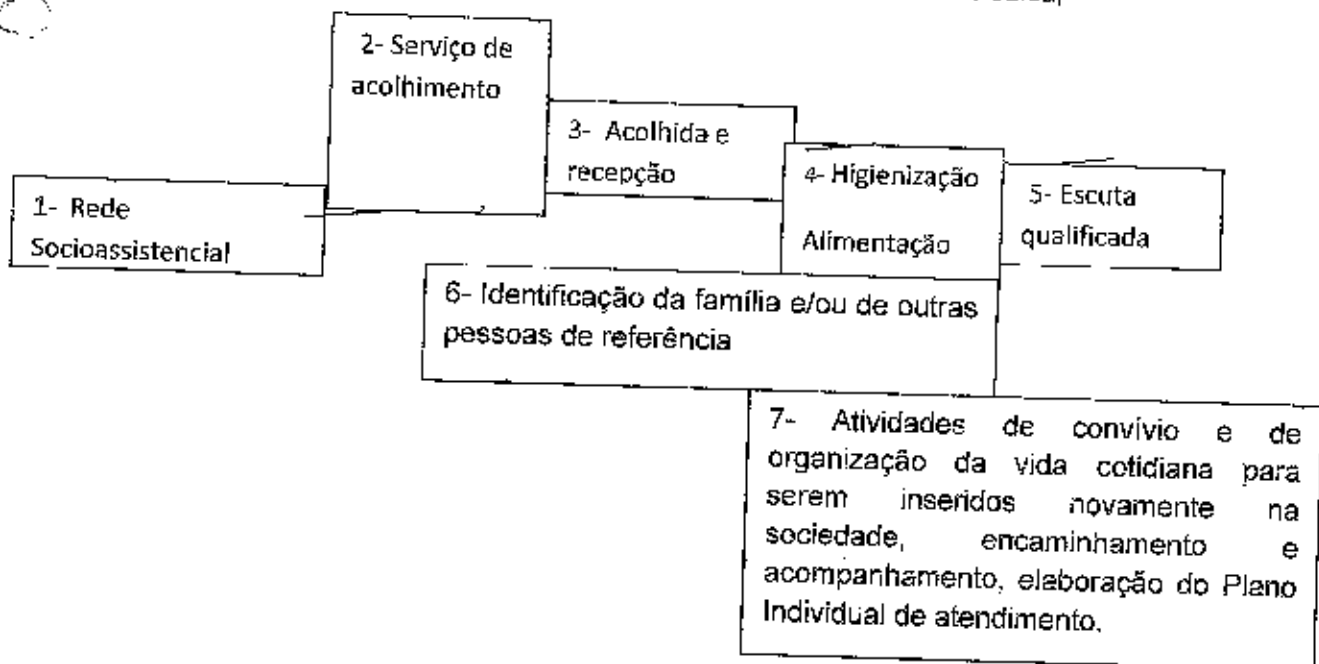 1- Rede
Socioassistencial
2- Serviço de
acolhimento
3- Acolhida e
recepção
4- Higienização
Alimentação
5- Escuta
qualificada
6- Identificação da família e/ou de outras
pessoas de referência
7- Atividades de convívio e de
organização da vida cotidiana para
serem inseridos novamente na
sociedade, encaminhamento e
acompanhamento, elaboração do Plano
Individual de atendimento.